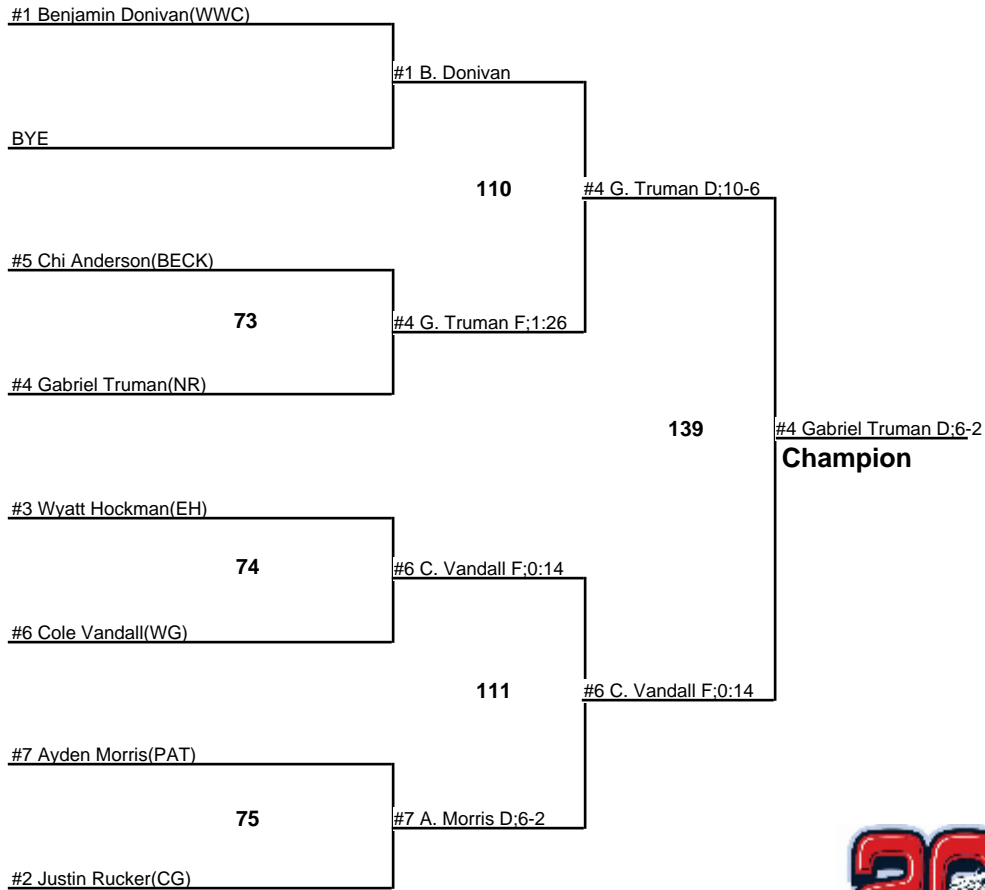 #1 Benjamin Donivan(WWC)
#1 B. Donivan
BYE
110
#4 G. Truman D;10-6
#5 Chi Anderson(BECK)
73
#4 G. Truman F;1:26
#4 Gabriel Truman(NR)
139
#4 Gabriel Truman D;6-2
Champion
#3 Wyatt Hockman(EH)
74
#6 C. Vandall F;0:14
#6 Cole Vandall(WG)
111
#6 C. Vandall F;0:14
#7 Ayden Morris(PAT)
75
#7 A. Morris D;6-2
#2 Justin Rucker(CG)